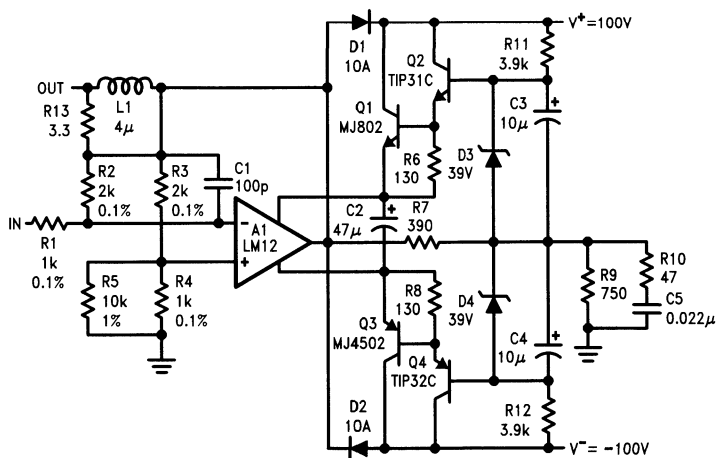 V+=100V
D1
10A
Q2
TIP31C
R11
3.9k
OUT
L1
4μ
R13
3.3
Q1
MJ802
C3
10μ
+
R6
130
D3
39V
R2
2k
0.1%
R3
2k
0.1%
C1
100p
C2
47μ
+
R7
390
IN
R1
1k
0.1%
−
A1
LM12
+
R5
10k
1%
R4
1k
0.1%
R8
130
D4
39V
R9
750
R10
47
C5
0.022μ
Q3
MJ4502
Q4
TIP32C
C4
10μ
+
D2
10A
R12
3.9k
V−=−100V